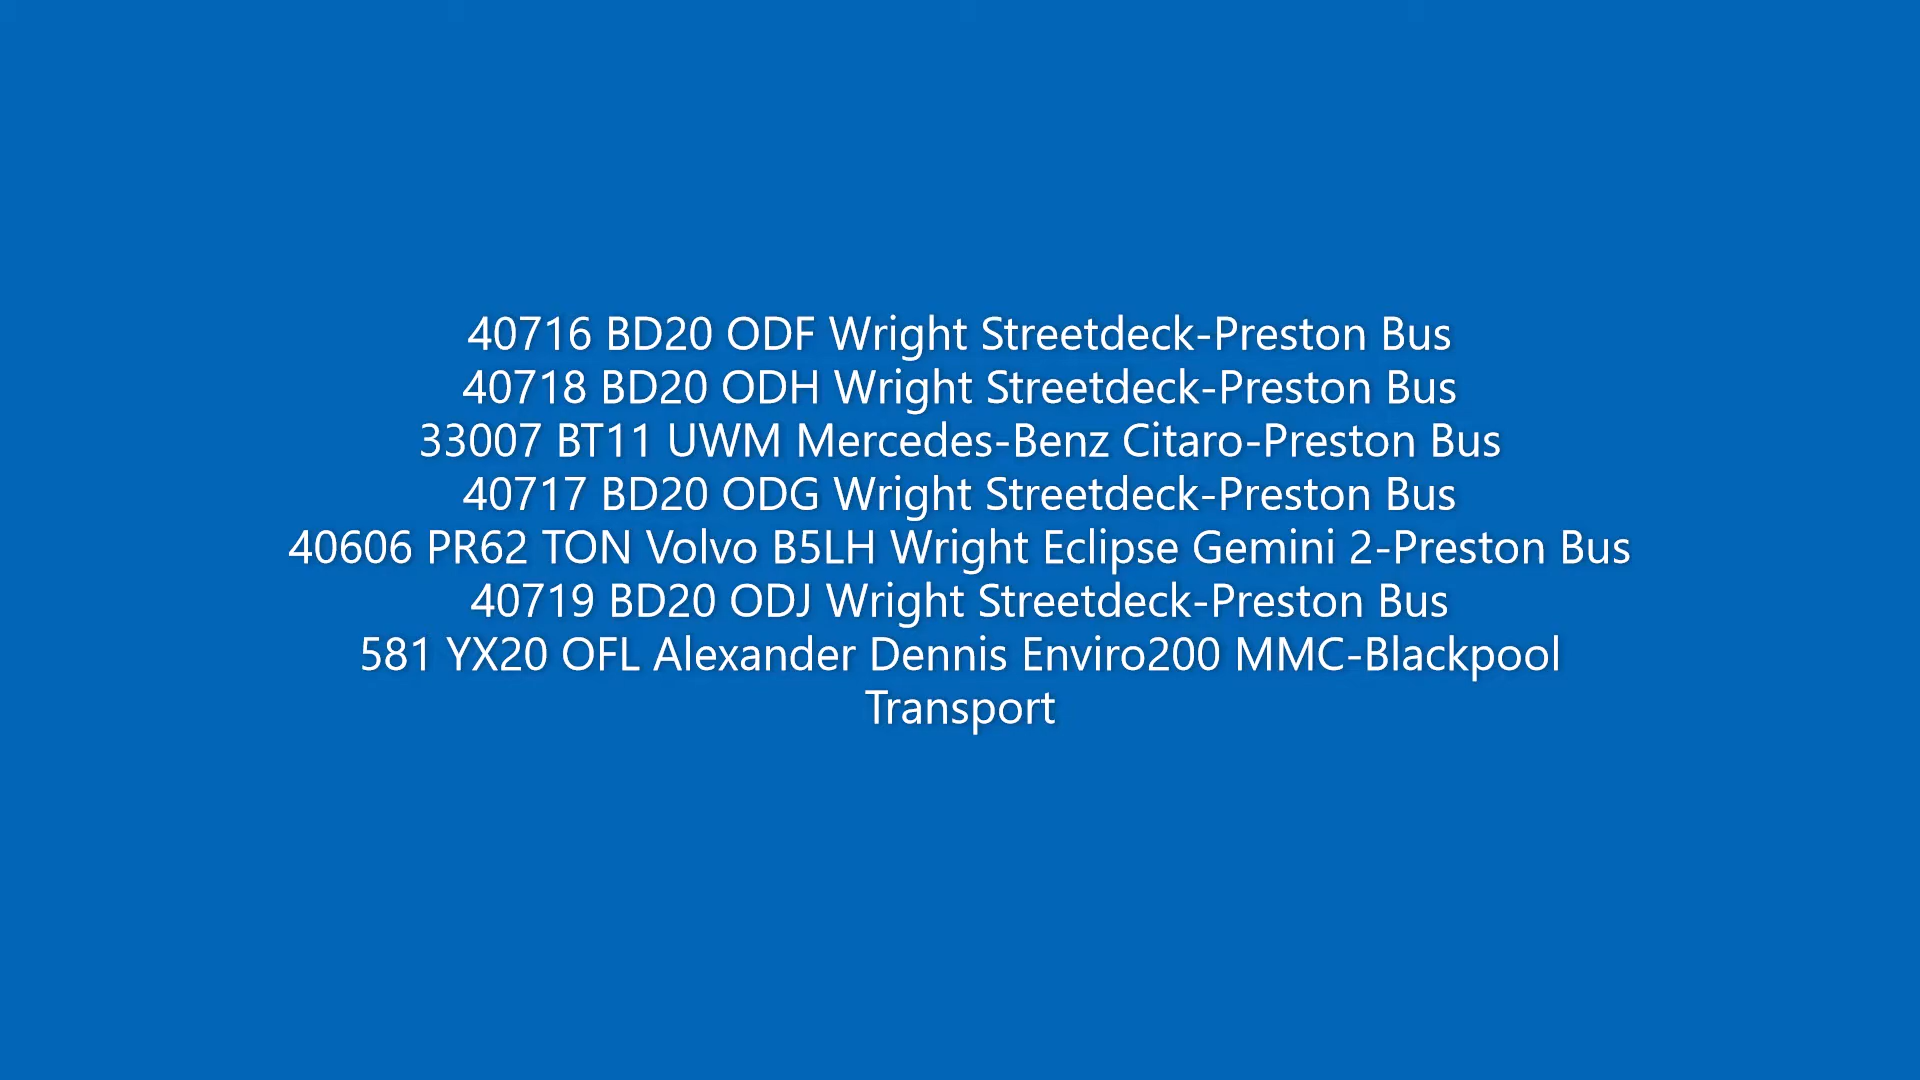 40716 BD20 ODF Wright Streetdeck-Preston Bus
40718 BD20 ODH Wright Streetdeck-Preston Bus
33007 BT11 UWM Mercedes-Benz Citaro-Preston Bus
40717 BD20 ODG Wright Streetdeck-Preston Bus
40606 PR62 TON Volvo B5LH Wright Eclipse Gemini 2-Preston Bus
40719 BD20 ODJ Wright Streetdeck-Preston Bus
581 YX20 OFL Alexander Dennis Enviro200 MMC-Blackpool
Transport